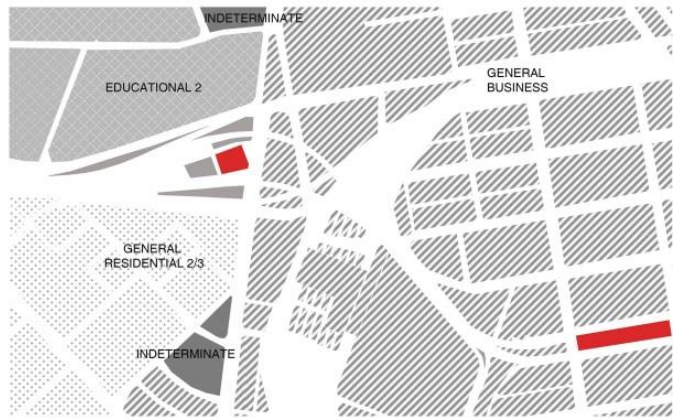 INDETERMINATE
EDUCATIONAL 2
GENERAL
BUSINESS
GENERAL
RESIDENTIAL 2/3
INDETERMINATE